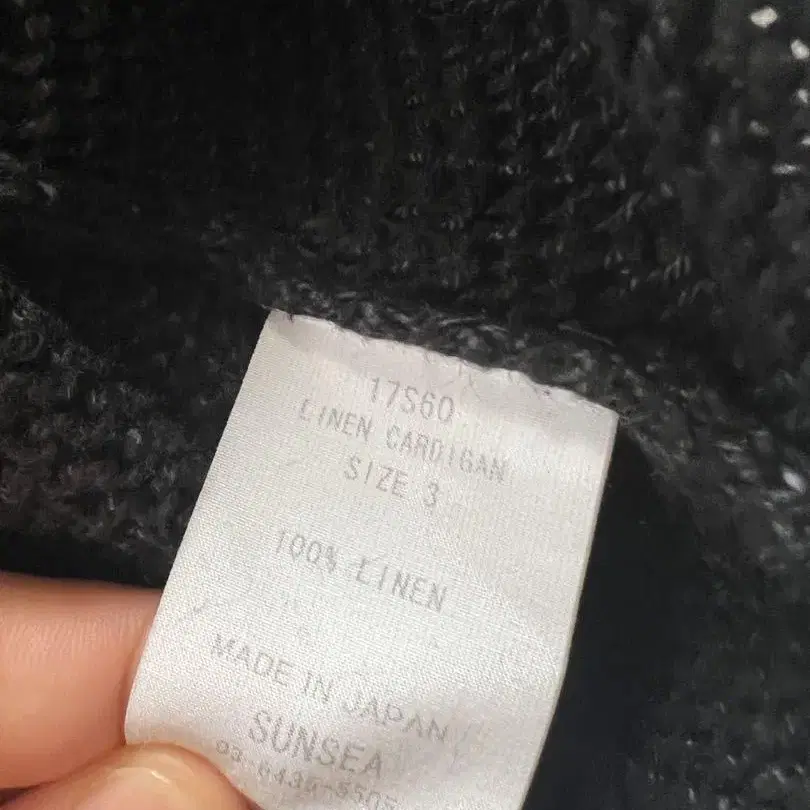 17S60
LINEN CARDIGAN
SIZE 3
100% LINEN
MADE IN JAPAN
SUNSEA